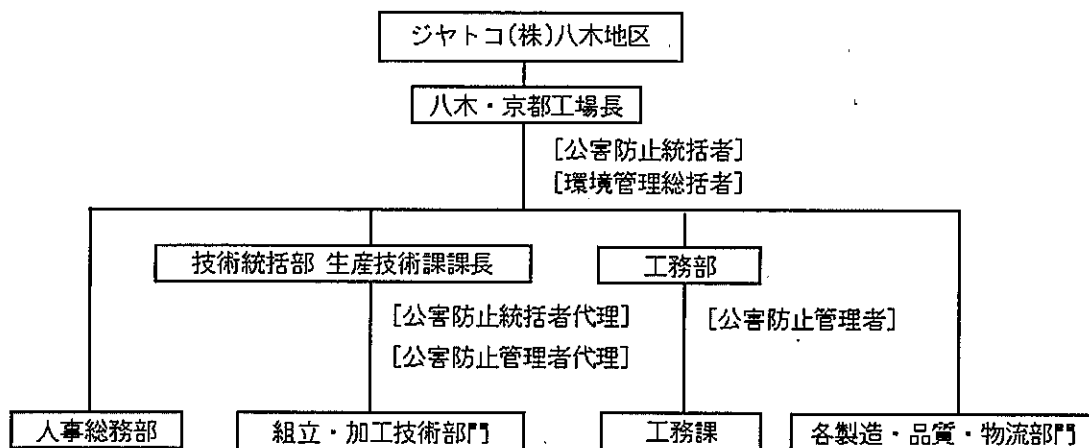 ジヤトコ(株)八木地区
八木・京都工場長
[公害防止統括者]
[環境管理総括者]
技術統括部 生産技術課課長
工務部
[公害防止統括者代理]
[公害防止管理者]
[公害防止管理者代理]
人事総務部
組立・加工技術部門
工務課
各製造・品質・物流部門